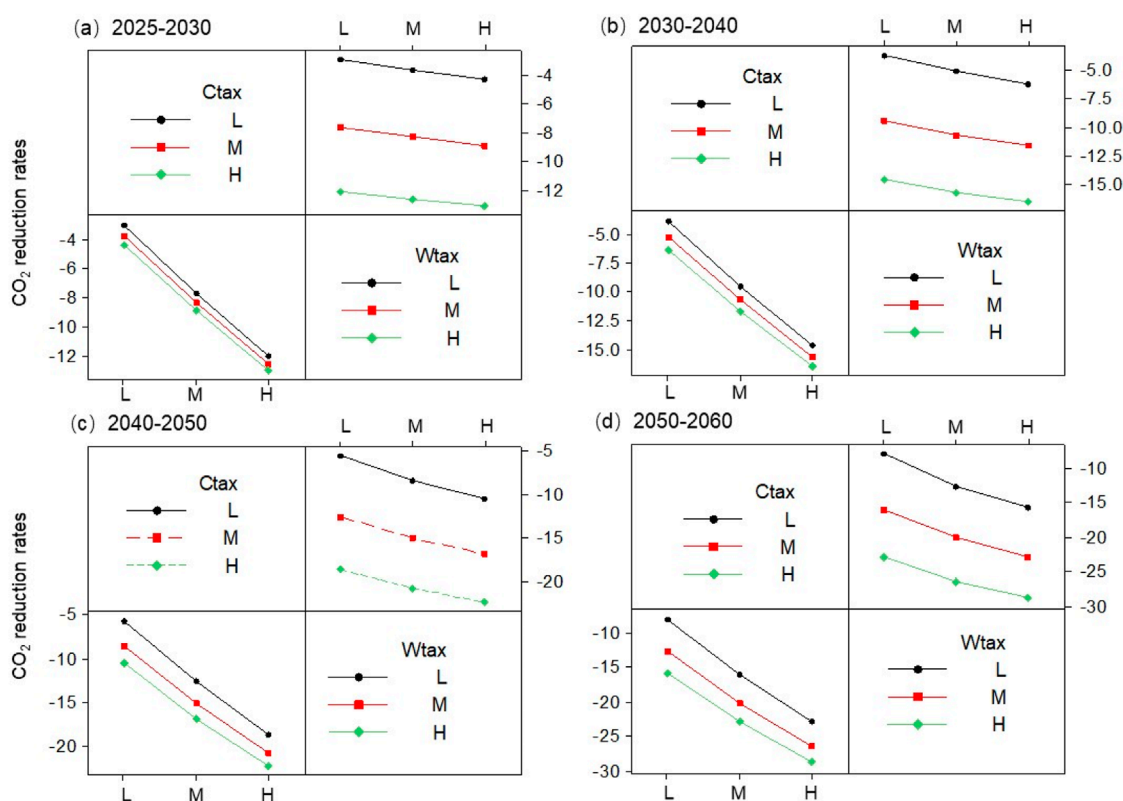 (a) 2025-2030
L M H
CO2 reduction rates
Ctax
L
M
H
-4
-6
-8
-10
-12
-4
-6
-8
-10
-12
Wtax
L
M
H
L M H
(b) 2030-2040
L M H
Ctax
L
M
H
-5.0
-7.5
-10.0
-12.5
-15.0
-5.0
-7.5
-10.0
-12.5
-15.0
Wtax
L
M
H
L M H
(c) 2040-2050
L M H
CO2 reduction rates
Ctax
L
M
H
-5
-10
-15
-20
-5
-10
-15
-20
Wtax
L
M
H
L M H
(d) 2050-2060
L M H
Ctax
L
M
H
-10
-15
-20
-25
-30
-10
-15
-20
-25
-30
Wtax
L
M
H
L M H